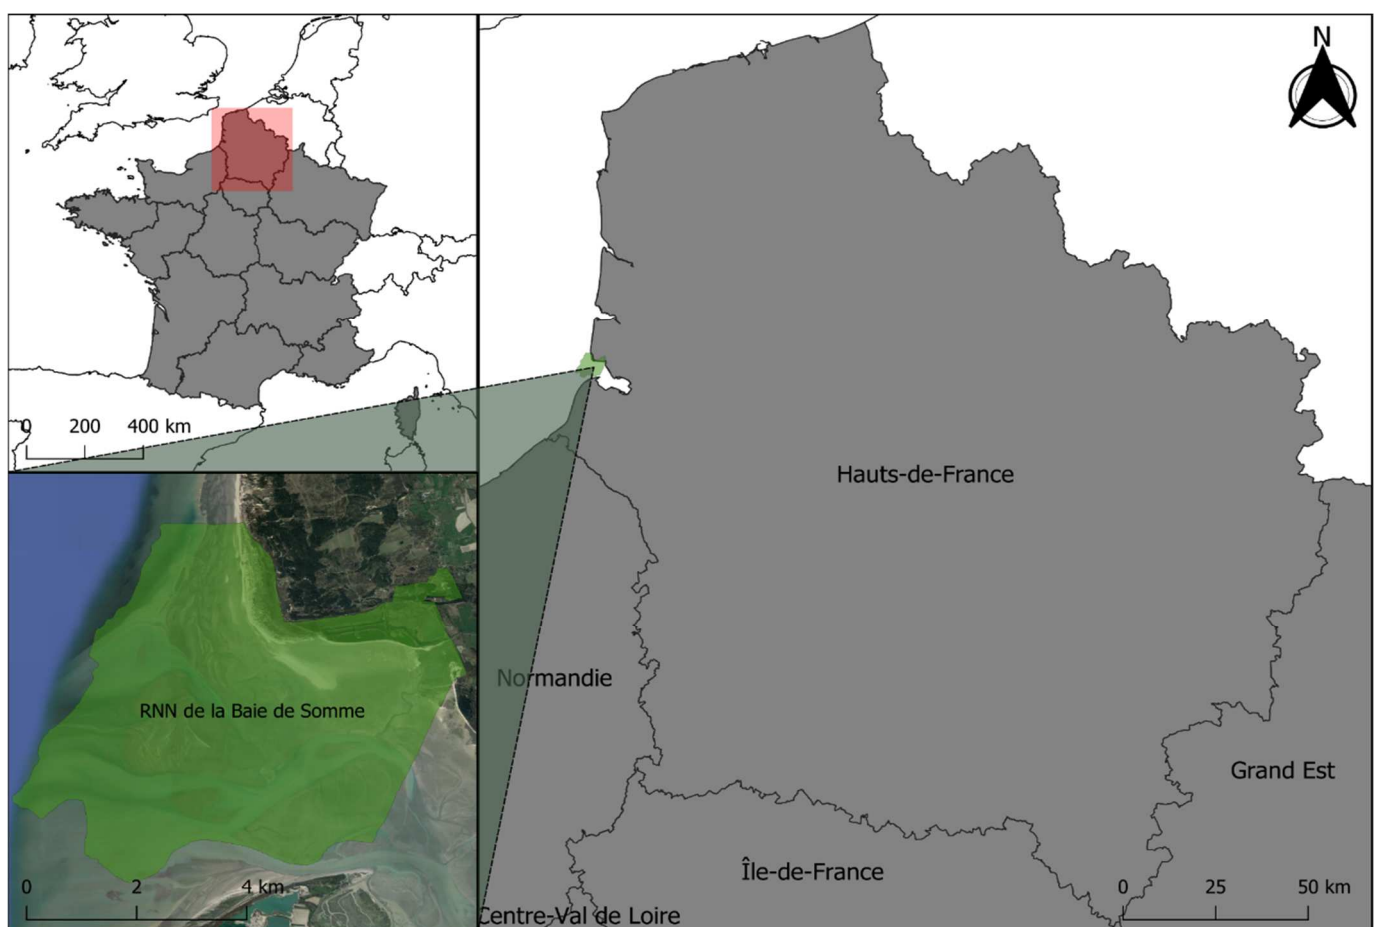 N
0 200 400 km
Hauts-de-France
Normandie
RNN de la Baie de Somme
Grand Est
Île-de-France
0 2 4 km
0 25 50 km
Centre-Val de Loire